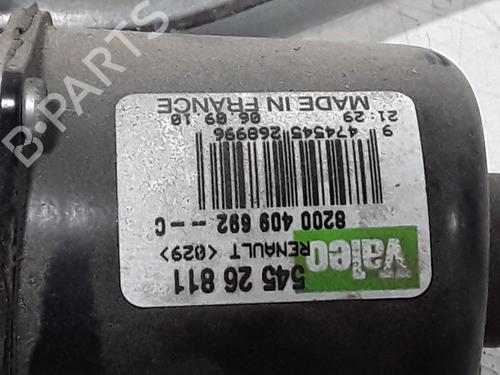 545 26 811
Valeo
RENAULT <029>
8200 409 692 -- - C
9 474545 268996
21:29 06 09 10
MADE IN FRANCE
B-PARTS